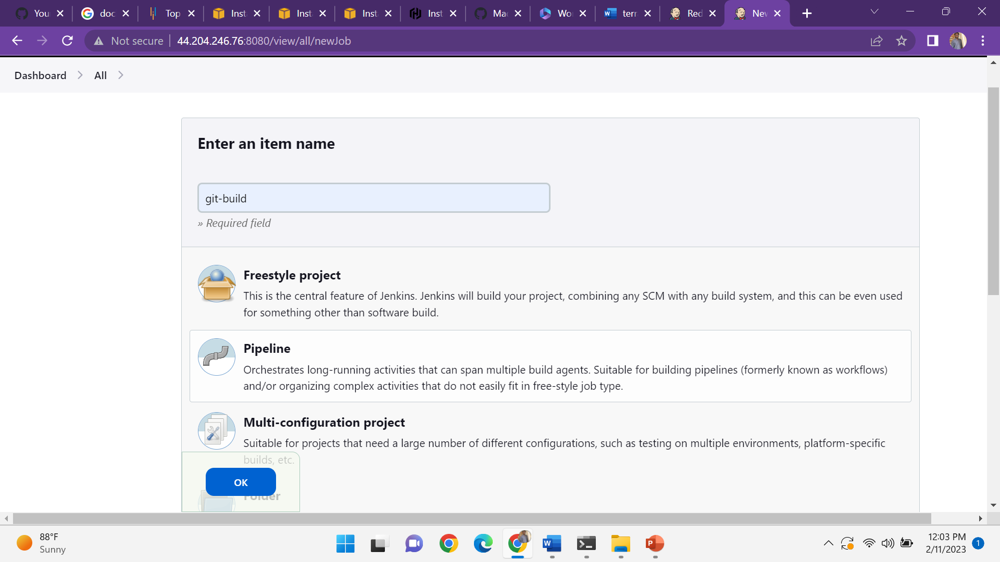 You
doc
Top
Inst
Inst
Inst
Inst
Mac
Wo
terr
Red
New
Not secure
44.204.246.76:8080/view/all/newJob
Dashboard
All
Enter an item name
git-build
» Required field
Freestyle project
This is the central feature of Jenkins. Jenkins will build your project, combining any SCM with any build system, and this can be even used
for something other than software build.
Pipeline
Orchestrates long-running activities that can span multiple build agents. Suitable for building pipelines (formerly known as workflows)
and/or organizing complex activities that do not easily fit in free-style job type.
Multi-configuration project
Suitable for projects that need a large number of different configurations, such as testing on multiple environments, platform-specific
builds, etc.
OK
Folder
88°F
Sunny
12:03 PM
2/11/2023
1